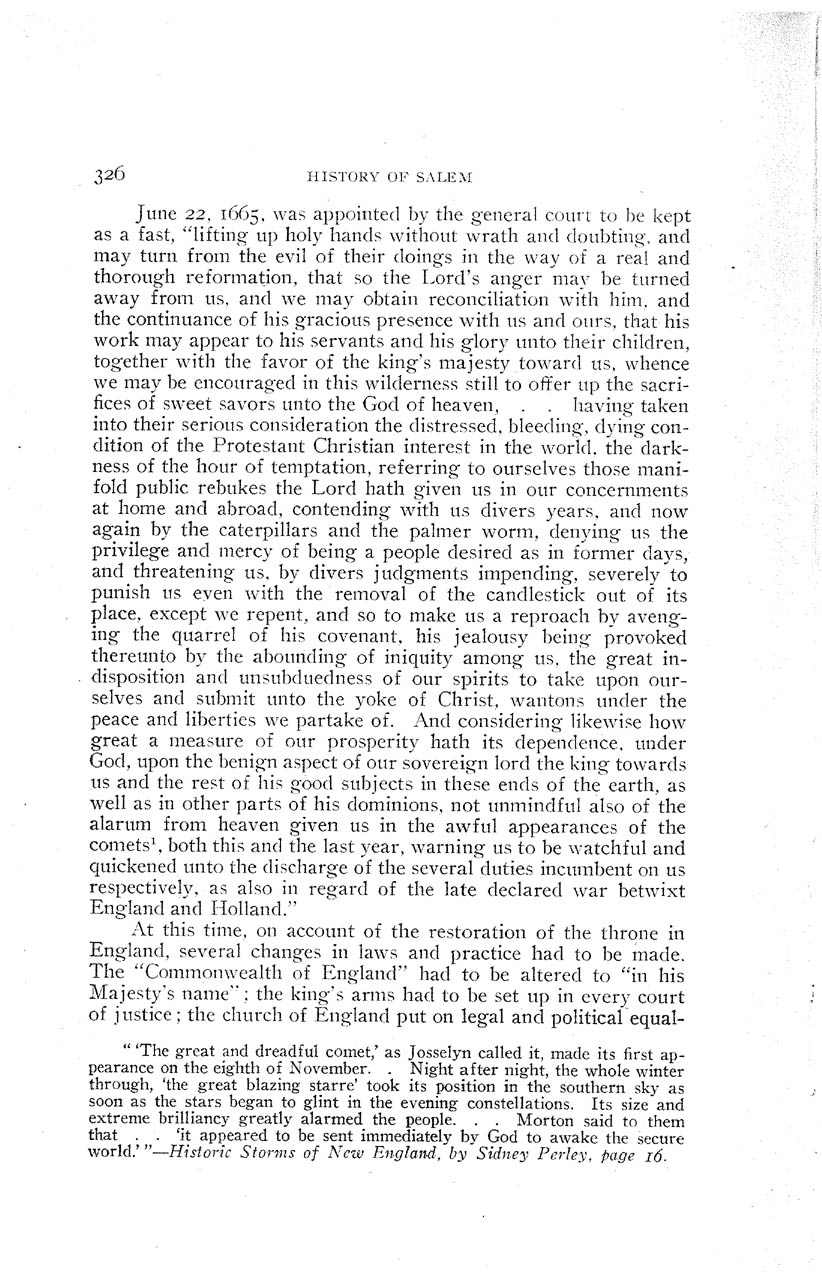 326 HISTORY OF SALEM
June 22, 1665, was appointed by the general court to be kept
as a fast, “lifting up holy hands without wrath and doubting, and
may turn from the evil of their doings in the way of a real and
thorough reformation, that so the Lord’s anger may be turned
away from us, and we may obtain reconciliation with him, and
the continuance of his gracious presence with us and ours, that his
work may appear to his servants and his glory unto their children,
together with the favor of the king’s majesty toward us, whence
we may be encouraged in this wilderness still to offer up the sacri-
fices of sweet savors unto the God of heaven, . . having taken
into their serious consideration the distressed, bleeding, dying con-
dition of the Protestant Christian interest in the world, the dark-
ness of the hour of temptation, referring to ourselves those mani-
fold public rebukes the Lord hath given us in our concernments
at home and abroad, contending with us divers years, and now
again by the caterpillars and the palmer worm, denying us the
privilege and mercy of being a people desired as in former days,
and threatening us, by divers judgments impending, severely to
punish us even with the removal of the candlestick out of its
place, except we repent, and so to make us a reproach by aveng-
ing the quarrel of his covenant, his jealousy being provoked
thereunto by the abounding of iniquity among us, the great in-
disposition and unsubduedness of our spirits to take upon our-
selves and submit unto the yoke of Christ, wantons under the
peace and liberties we partake of. And considering likewise how
great a measure of our prosperity hath its dependence, under
God, upon the benign aspect of our sovereign lord the king towards
us and the rest of his good subjects in these ends of the earth, as
well as in other parts of his dominions, not unmindful also of the
alarum from heaven given us in the awful appearances of the
comets¹, both this and the last year, warning us to be watchful and
quickened unto the discharge of the several duties incumbent on us
respectively, as also in regard of the late declared war betwixt
England and Holland.”
At this time, on account of the restoration of the throne in
England, several changes in laws and practice had to be made.
The “Commonwealth of England” had to be altered to “in his
Majesty’s name”; the king’s arms had to be set up in every court
of justice; the church of England put on legal and political equal-
“ ‘The great and dreadful comet,’ as Josselyn called it, made its first ap-
pearance on the eighth of November. . Night after night, the whole winter
through, ‘the great blazing starre’ took its position in the southern sky as
soon as the stars began to glint in the evening constellations. Its size and
extreme brilliancy greatly alarmed the people. . . Morton said to them
that . . ‘it appeared to be sent immediately by God to awake the secure
world.’ ”—Historic Storms of New England, by Sidney Perley, page 16.